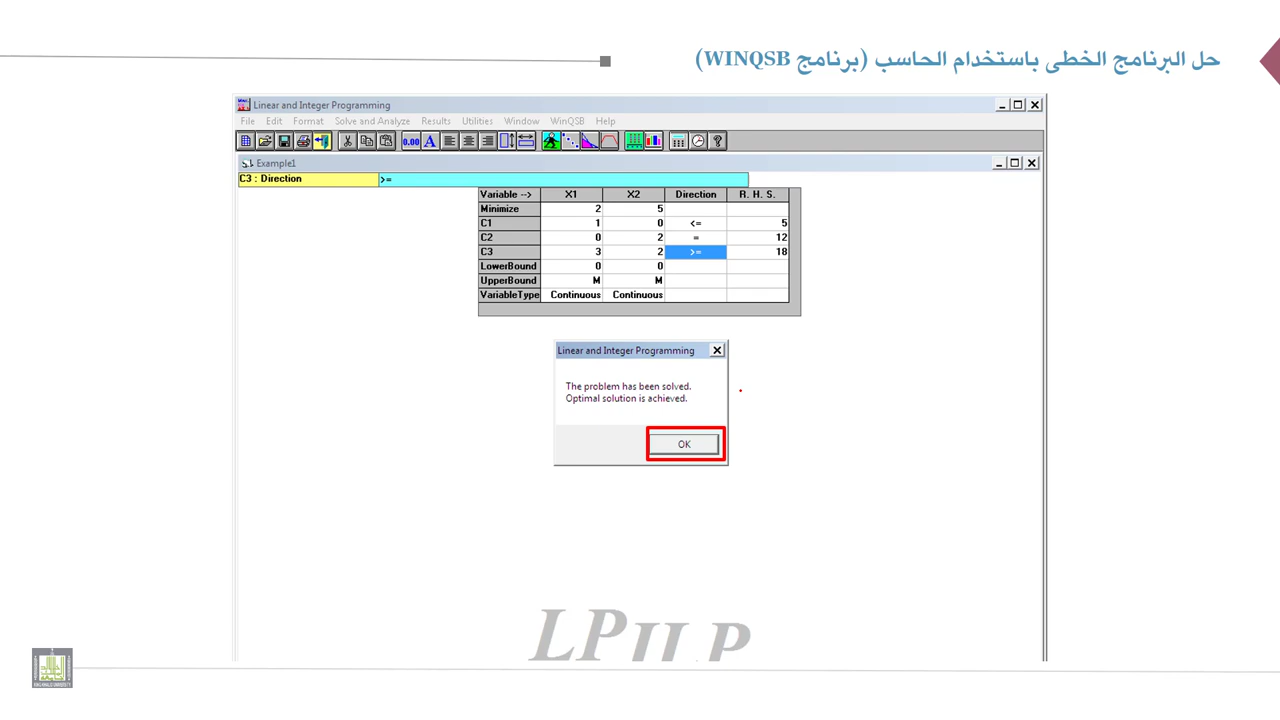 حل البرنامج الخطى باستخدام الحاسب (برنامج WINQSB)
Linear and Integer Programming
File Edit Format Solve and Analyze Results Utilities Window WinQSB Help
0.00 A
Example1
C3 : Direction >=
Variable --> X1 X2 Direction R. H. S.
Minimize 2 5
C1 1 0 <= 5
C2 0 2 = 12
C3 3 2 >= 18
LowerBound 0 0
UpperBound M M
VariableType Continuous Continuous
Linear and Integer Programming
The problem has been solved.
Optimal solution is achieved.
OK
LP ILP